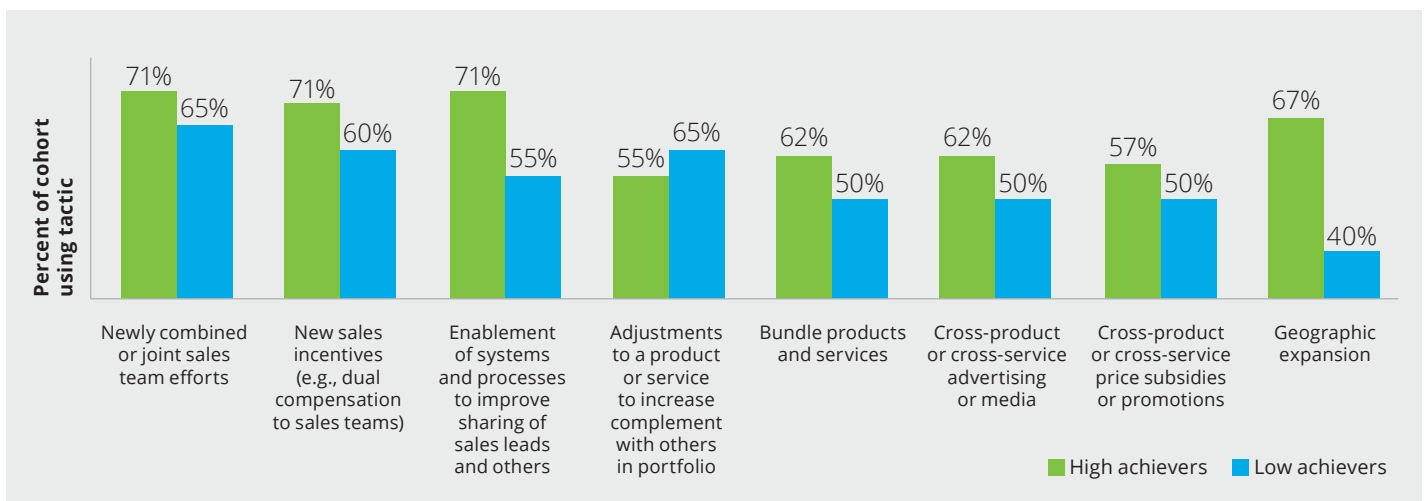 Percent of cohort
using tactic
71%
65%
71%
60%
71%
55%
55%
65%
62%
50%
62%
50%
57%
50%
67%
40%
Newly combined
or joint sales
team efforts
New sales
incentives
(e.g., dual
compensation
to sales teams)
Enablement
of systems
and processes
to improve
sharing of
sales leads
and others
Adjustments
to a product
or service
to increase
complement
with others
in portfolio
Bundle products
and services
Cross-product
or cross-service
advertising
or media
Cross-product
or cross-service
price subsidies
or promotions
Geographic
expansion
High achievers
Low achievers